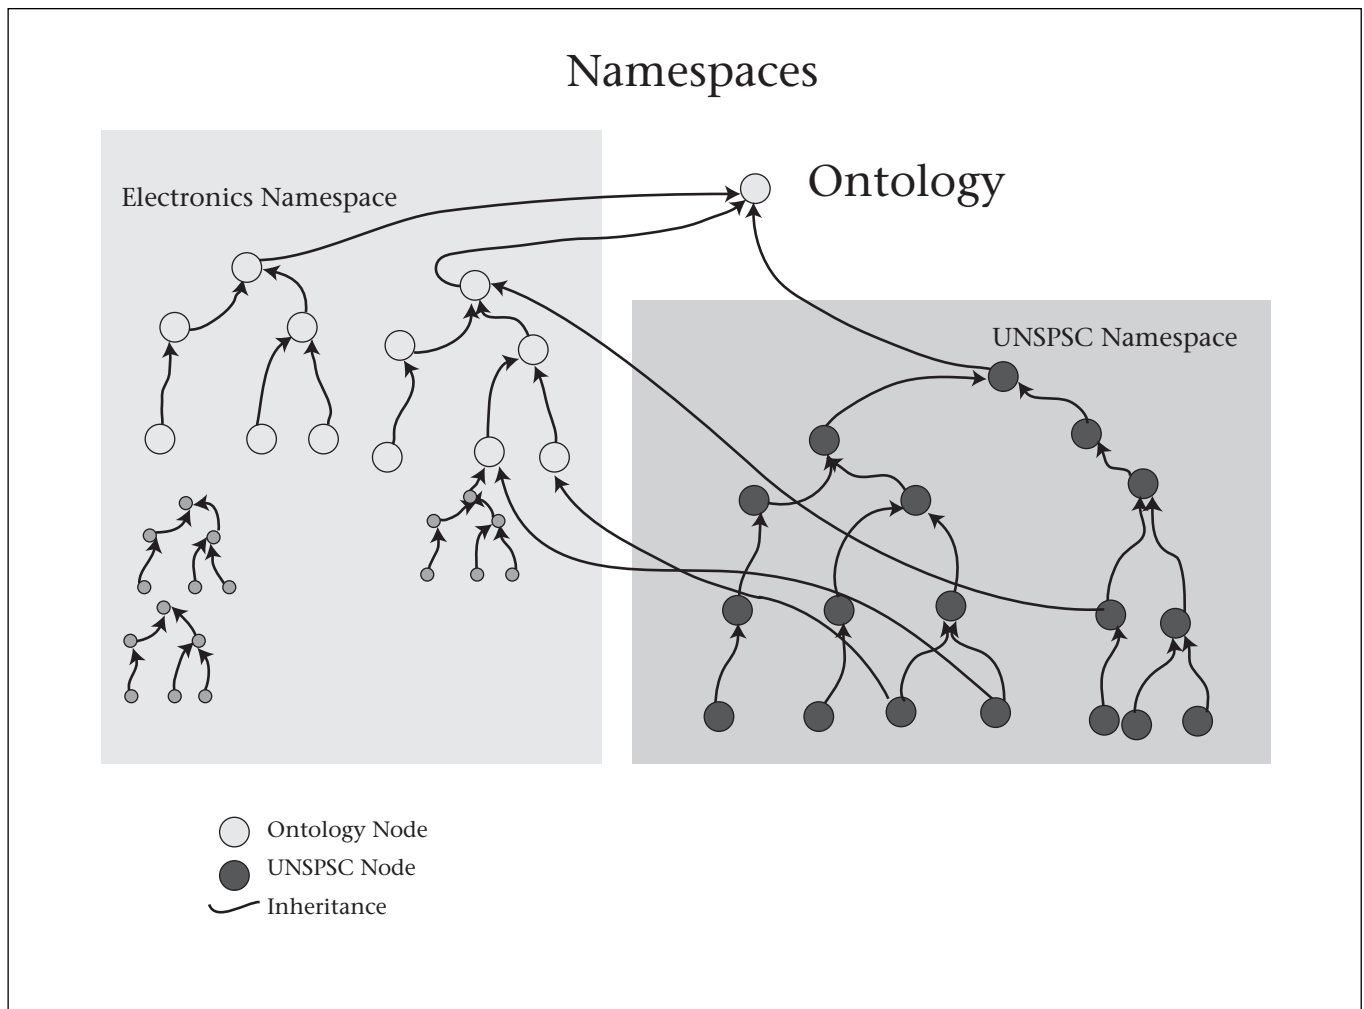 Namespaces
Ontology
Electronics Namespace
UNSPSC Namespace
Ontology Node
UNSPSC Node
Inheritance